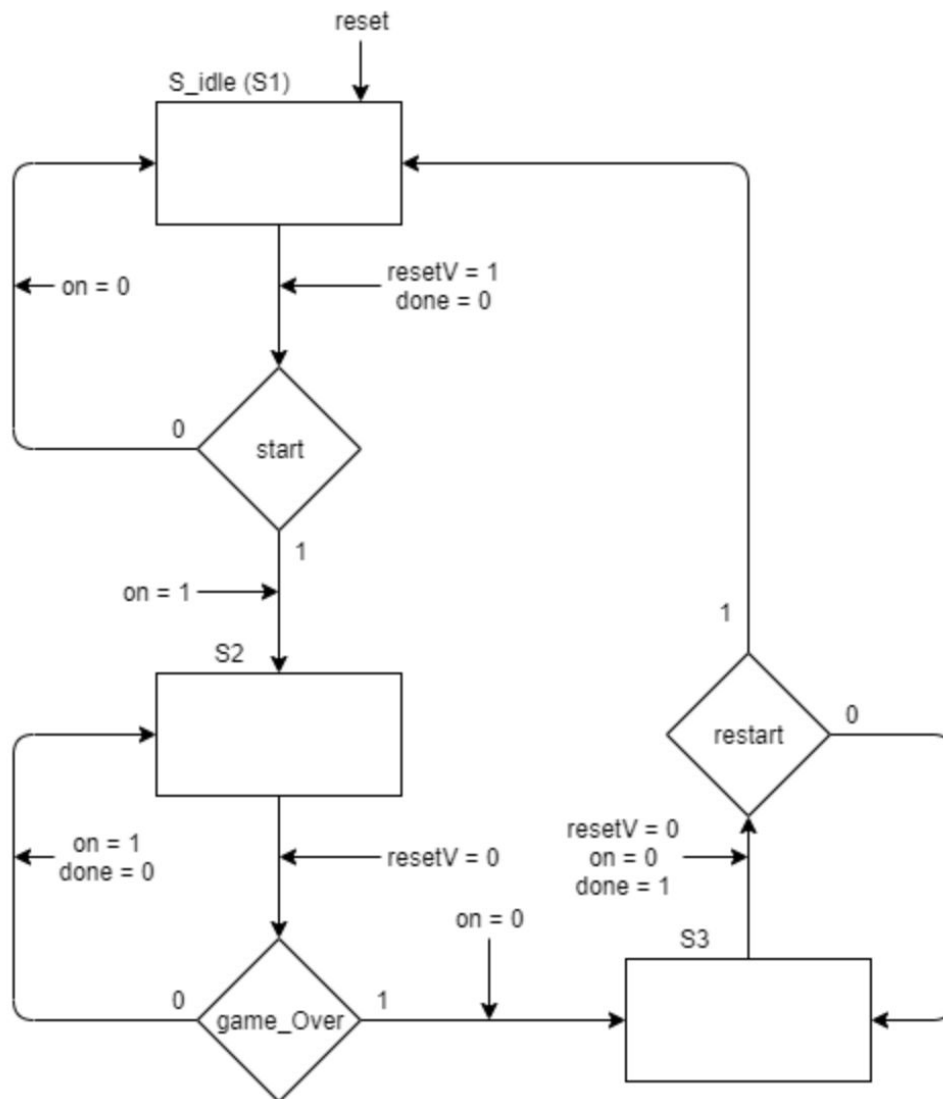 reset
S_idle (S1)
on = 0
resetV = 1
done = 0
0
start
1
on = 1
S2
1
restart
0
on = 1
done = 0
resetV = 0
resetV = 0
on = 0
done = 1
on = 0
S3
0
game_Over
1